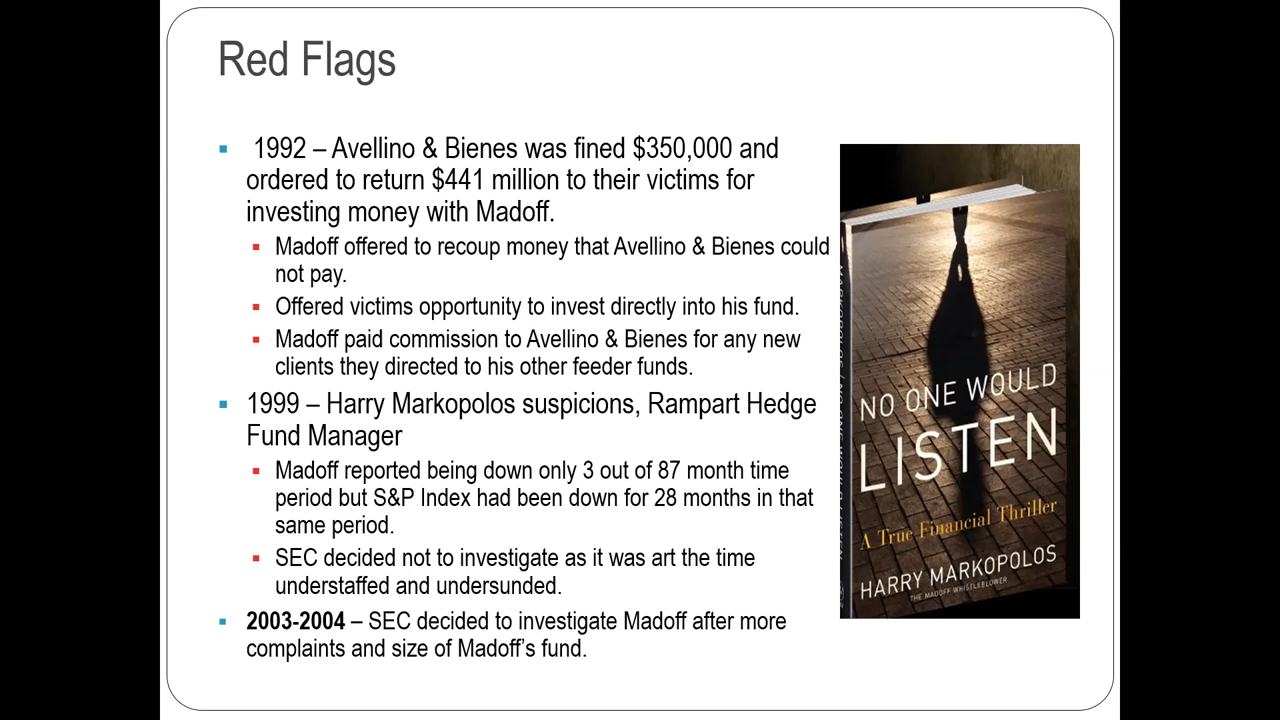 Red Flags
1992 – Avellino & Bienes was fined $350,000 and
ordered to return $441 million to their victims for
investing money with Madoff.
Madoff offered to recoup money that Avellino & Bienes could
not pay.
Offered victims opportunity to invest directly into his fund.
Madoff paid commission to Avellino & Bienes for any new
clients they directed to his other feeder funds.
1999 – Harry Markopolos suspicions, Rampart Hedge
Fund Manager
Madoff reported being down only 3 out of 87 month time
period but S&P Index had been down for 28 months in that
same period.
SEC decided not to investigate as it was art the time
understaffed and undersunded.
2003-2004 – SEC decided to investigate Madoff after more
complaints and size of Madoff’s fund.
NO ONE WOULD
LISTEN
A True Financial Thriller
HARRY MARKOPOLOS
THE MADOFF WHISTLEBLOWER